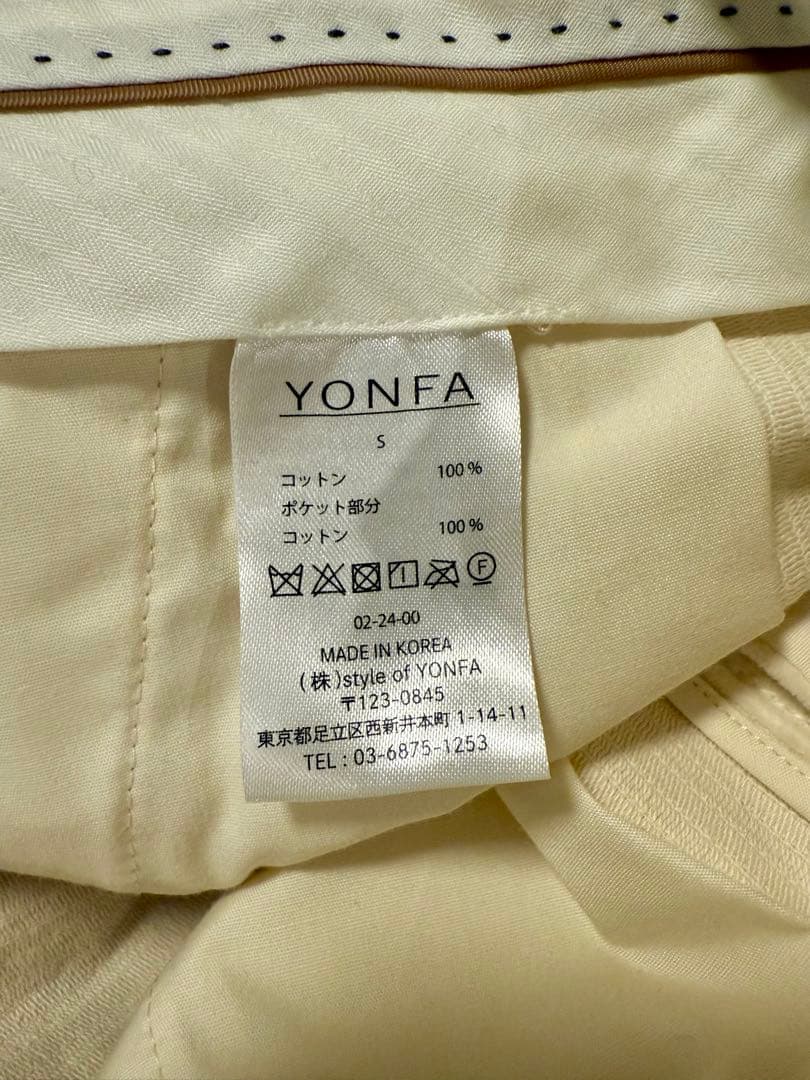 YONFA
S
コットン 100%
ポケット部分
コットン 100%
F
02-24-00
MADE IN KOREA
(株)style of YONFA
〒123-0845
東京都足立区西新井本町 1-14-11
TEL : 03-6875-1253